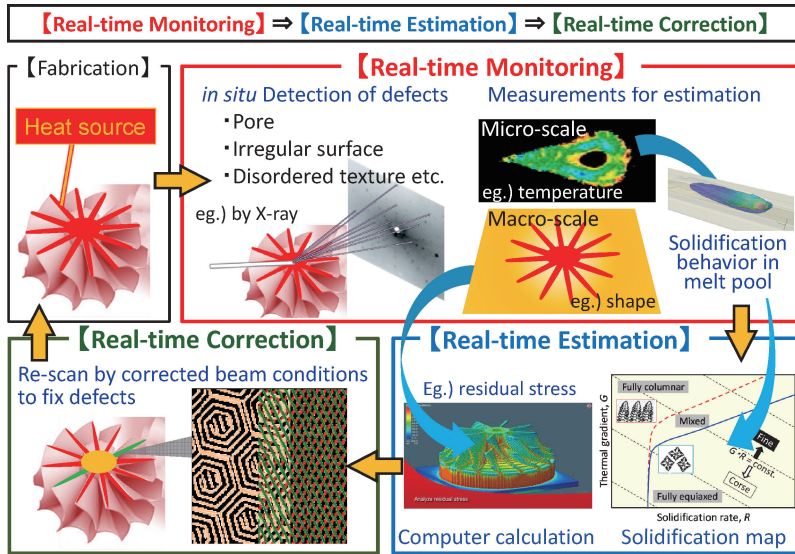 【Real-time Monitoring】⇒【Real-time Estimation】⇒【Real-time Correction】
【Fabrication】
Heat source
【Real-time Monitoring】
in situ Detection of defects
・Pore
・Irregular surface
・Disordered texture etc.
eg.) by X-ray
Measurements for estimation
Micro-scale
eg.) temperature
Macro-scale
eg.) shape
Solidification
behavior in
melt pool
【Real-time Correction】
Re-scan by corrected beam conditions
to fix defects
【Real-time Estimation】
Eg.) residual stress
Analyze residual stress
Computer calculation
Thermal gradient, G
Fully columnar
Mixed
Fine
G・R = const.
Corse
Fully equiaxed
Solidification rate, R
Solidification map